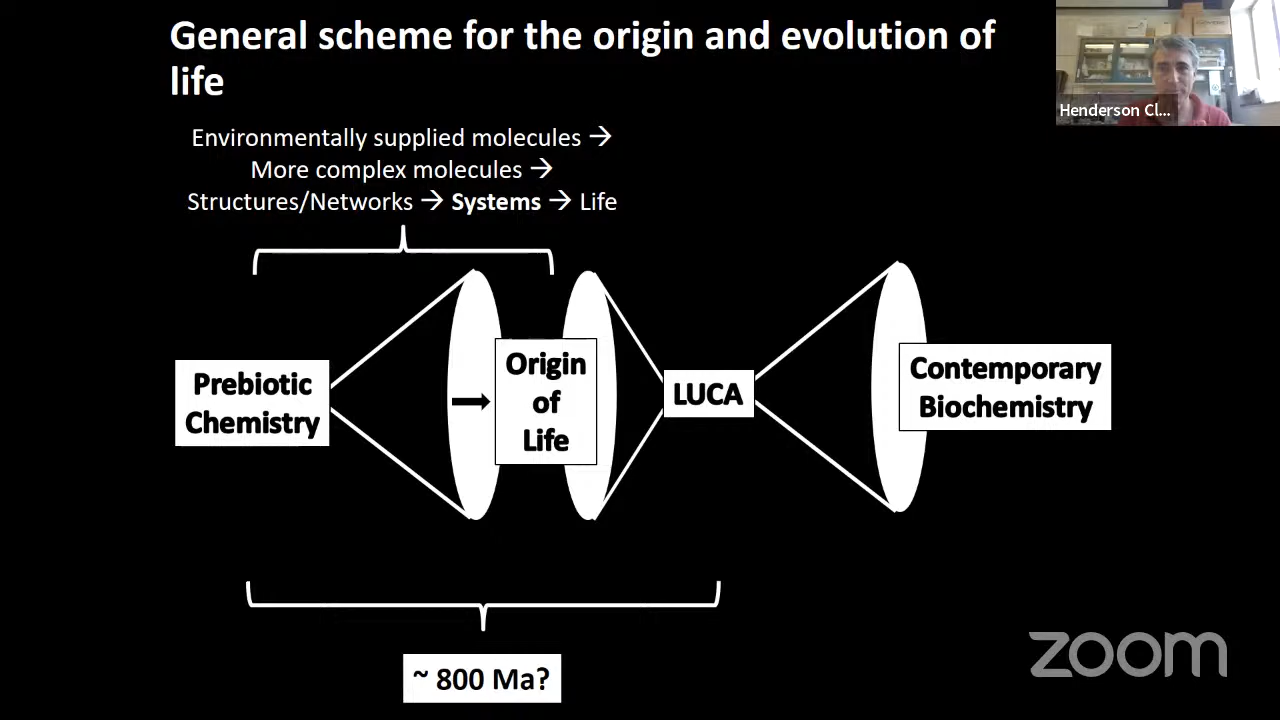 General scheme for the origin and evolution of
life
Henderson Cl...
Environmentally supplied molecules →
More complex molecules →
Structures/Networks → Systems → Life
Prebiotic
Chemistry
Origin
of
Life
LUCA
Contemporary
Biochemistry
~ 800 Ma?
zoom